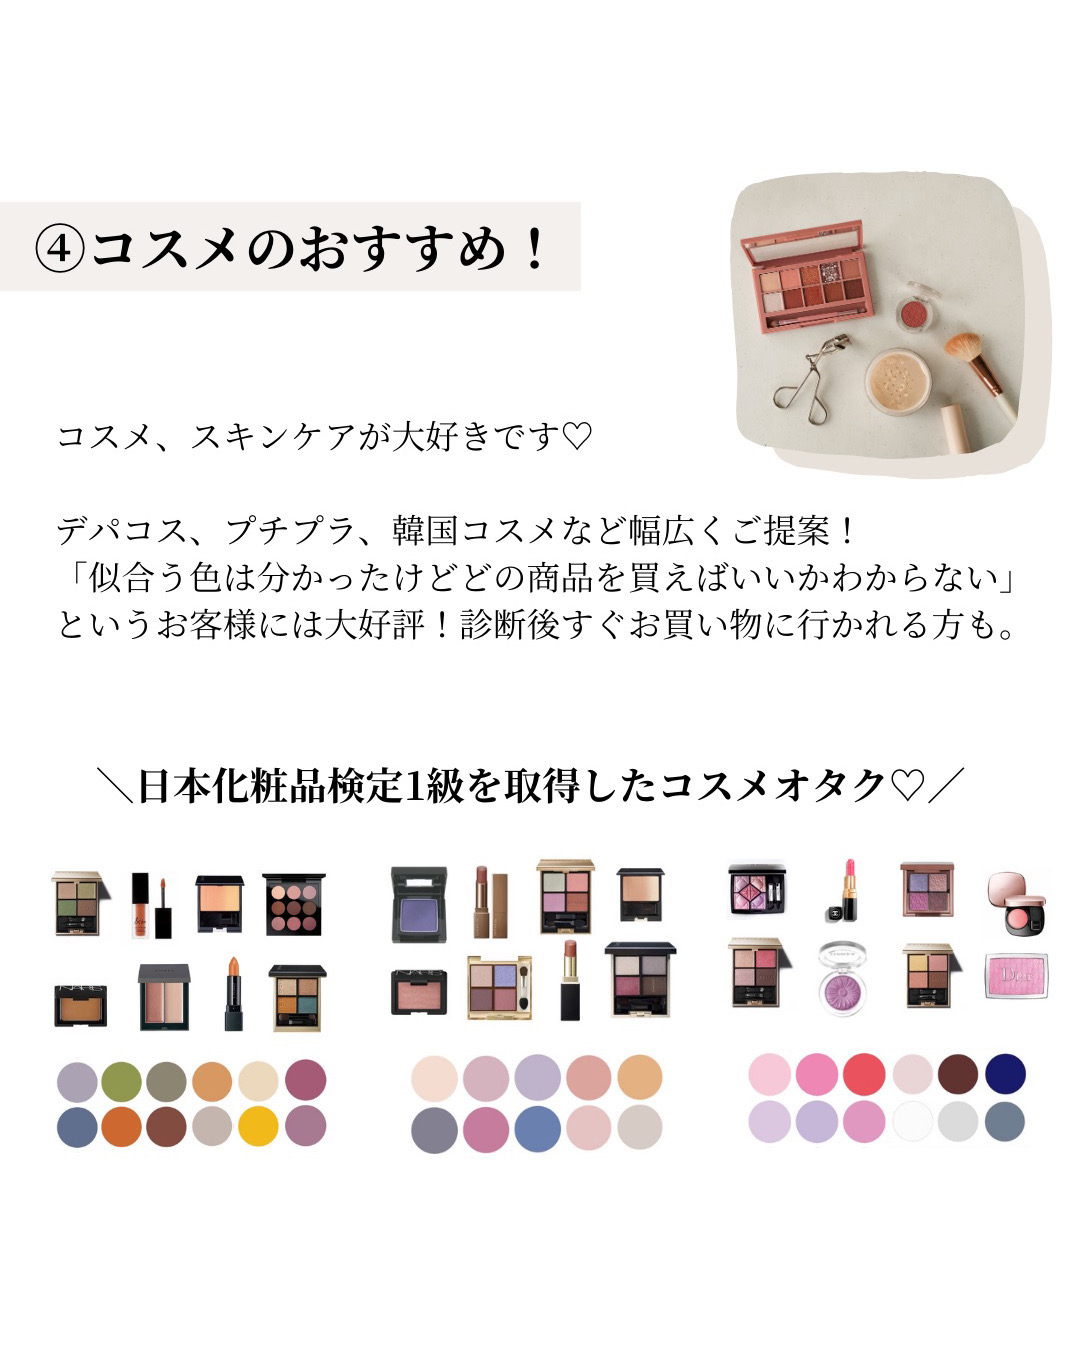 ④コスメのおすすめ！
コスメ、スキンケアが大好きです♡
デパコス、プチプラ、韓国コスメなど幅広くご提案！
「似合う色は分かったけどどの商品を買えばいいかわからない」
というお客様には大好評！診断後すぐお買い物に行かれる方も。
＼日本化粧品検定1級を取得したコスメオタク♡／
NARS
Dior